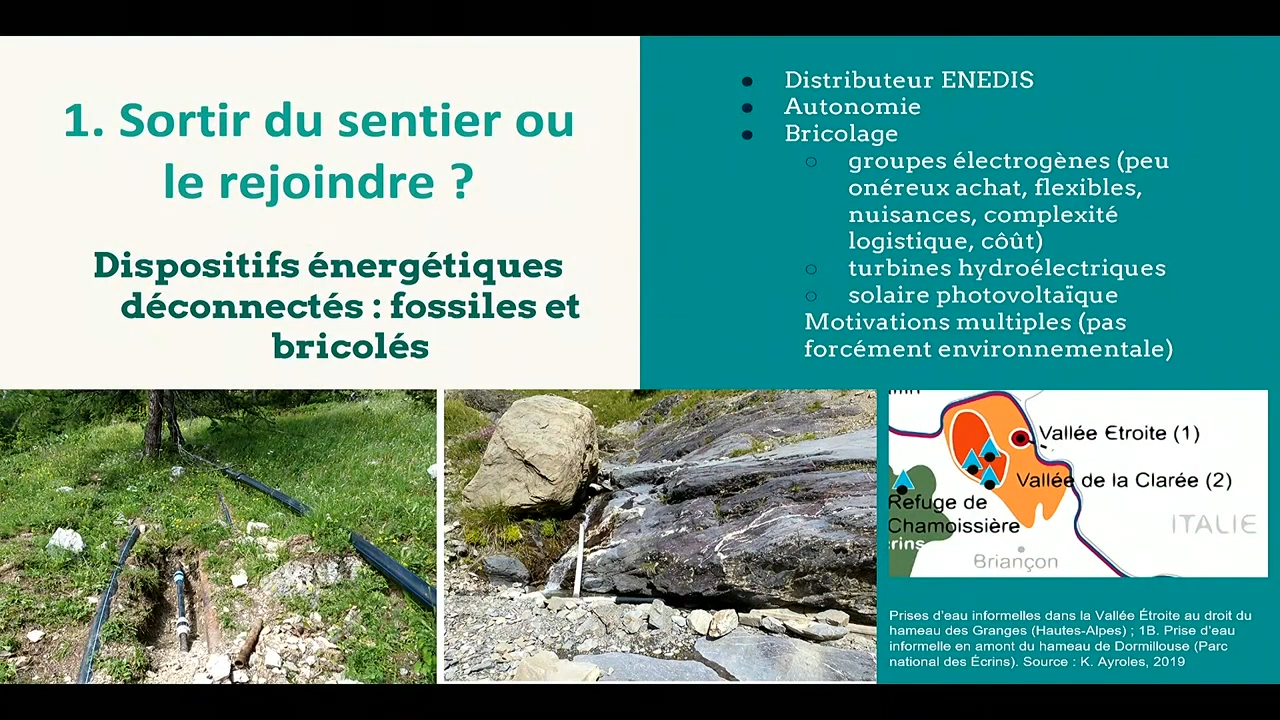 1. Sortir du sentier ou
le rejoindre ?
Dispositifs énergétiques
déconnectés : fossiles et
bricolés
● Distributeur ENEDIS
● Autonomie
● Bricolage
○ groupes électrogènes (peu
onéreux achat, flexibles,
nuisances, complexité
logistique, coût)
○ turbines hydroélectriques
○ solaire photovoltaïque
Motivations multiples (pas
forcément environnementale)
Vallée Etroite (1)
Vallée de la Clarée (2)
Refuge de
Chamoissière
crins
ITALIE
Briançon
Prises d'eau informelles dans la Vallée Étroite au droit du
hameau des Granges (Hautes-Alpes) ; 1B. Prise d'eau
informelle en amont du hameau de Dormillouse (Parc
national des Écrins). Source : K. Ayroles, 2019